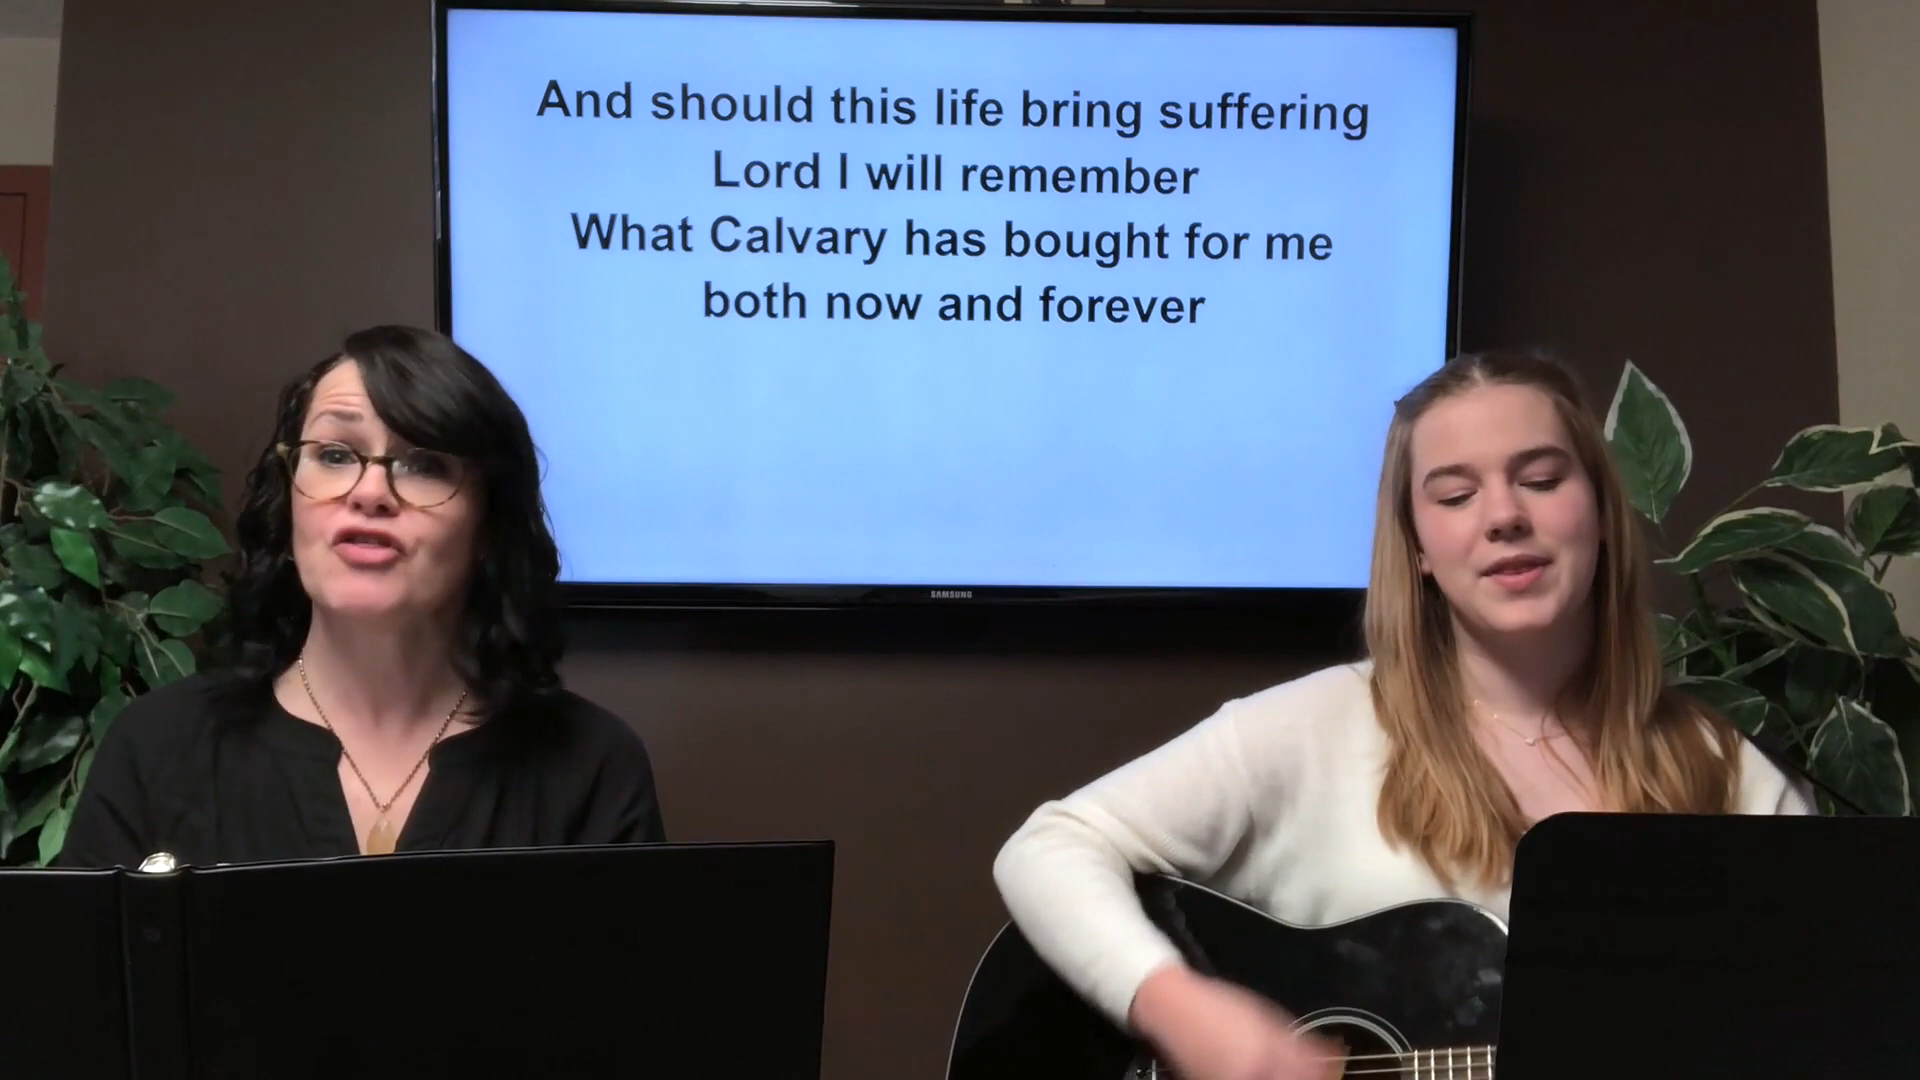 And should this life bring suffering
Lord I will remember
What Calvary has bought for me
both now and forever
SAMSUNG